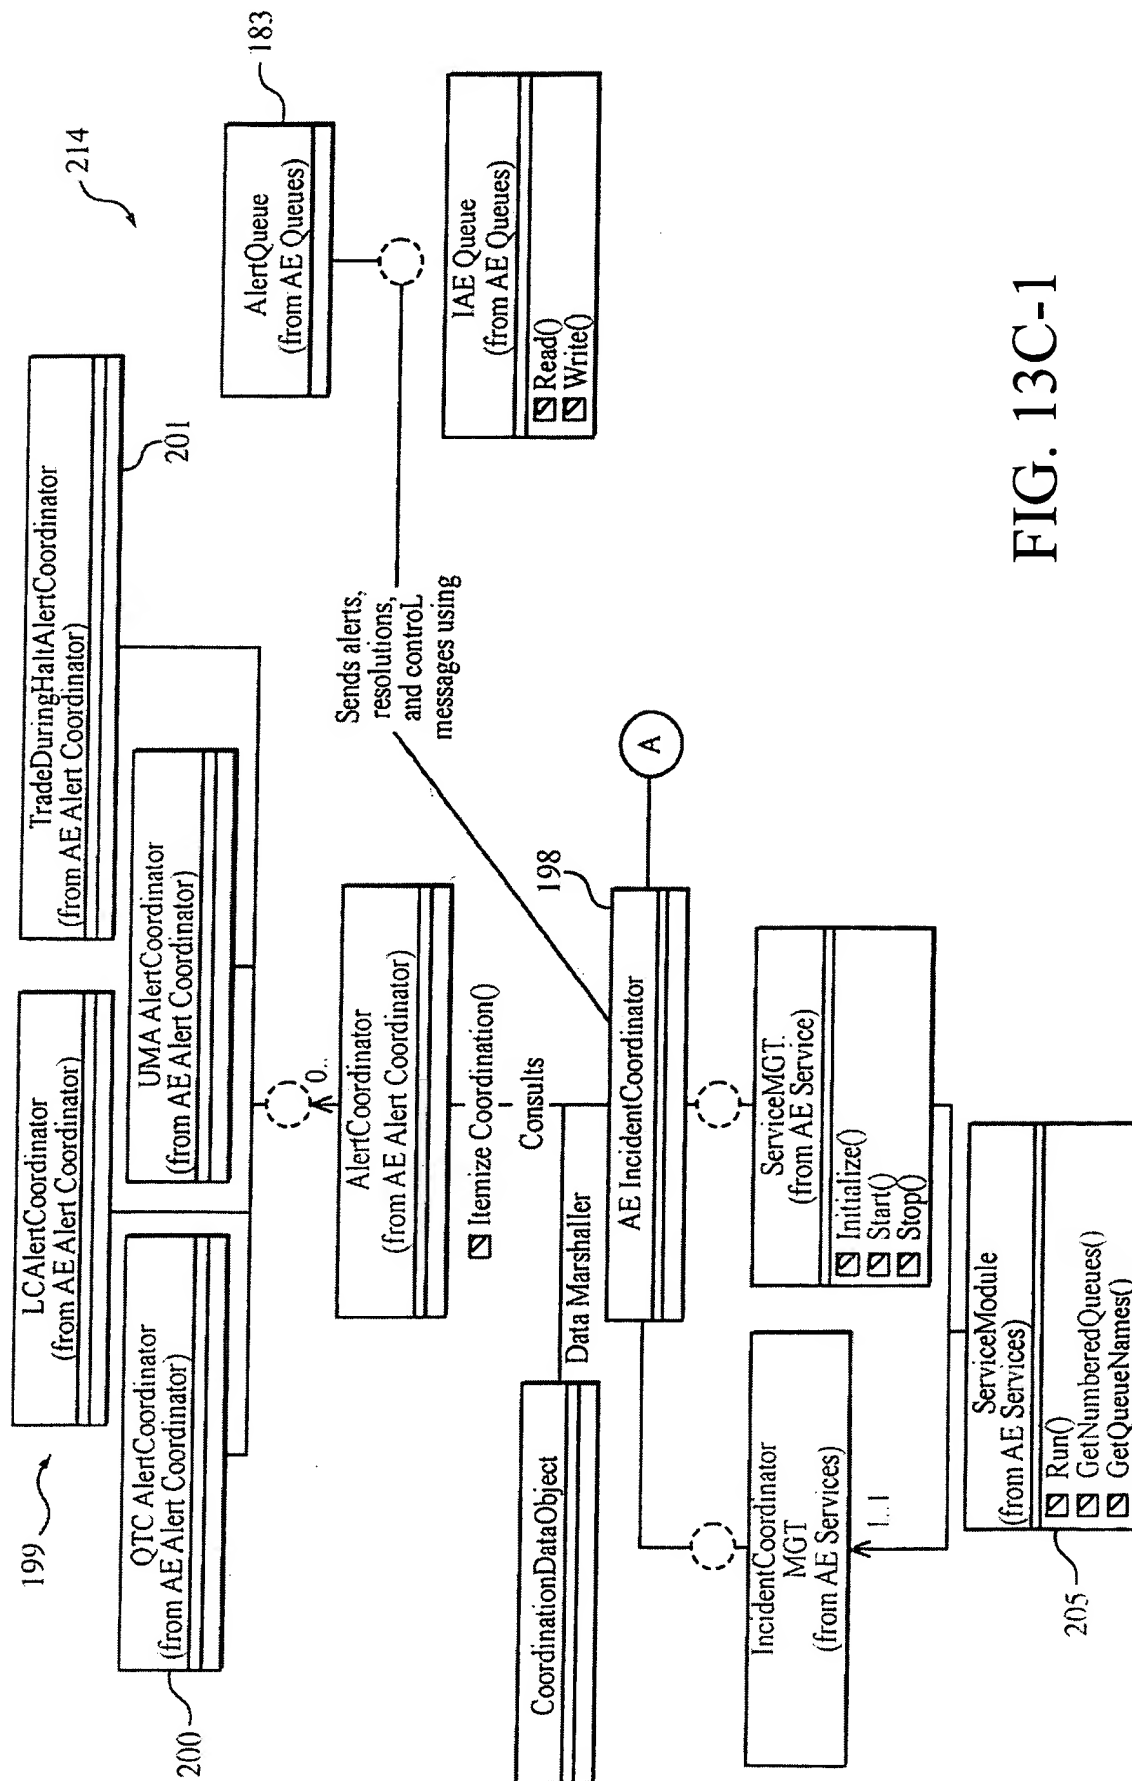 199
LCAlertCoordinator
(from AE Alert Coordinator)
TradeDuringHaltAlertCoordinator
(from AE Alert Coordinator)
201
214
200
QTC AlertCoordinator
(from AE Alert Coordinator)
UMA AlertCoordinator
(from AE Alert Coordinator)
AlertQueue
(from AE Queues)
183
0..
AlertCoordinator
(from AE Alert Coordinator)
Itemize Coordination()
Sends alerts,
resolutions,
and controL
messages using
IAE Queue
(from AE Queues)
Read()
Write()
Consults
CoordinationDataObject
Data Marshaller
198
AE IncidentCoordinator
A
IncidentCoordinator
MGT
(from AE Services)
1..1
ServiceMGT.
(from AE Service)
Initialize()
Start()
Stop()
205
ServiceModule
(from AE Services)
Run()
GetNumberedQueues()
GetQueueNames()
FIG. 13C-1